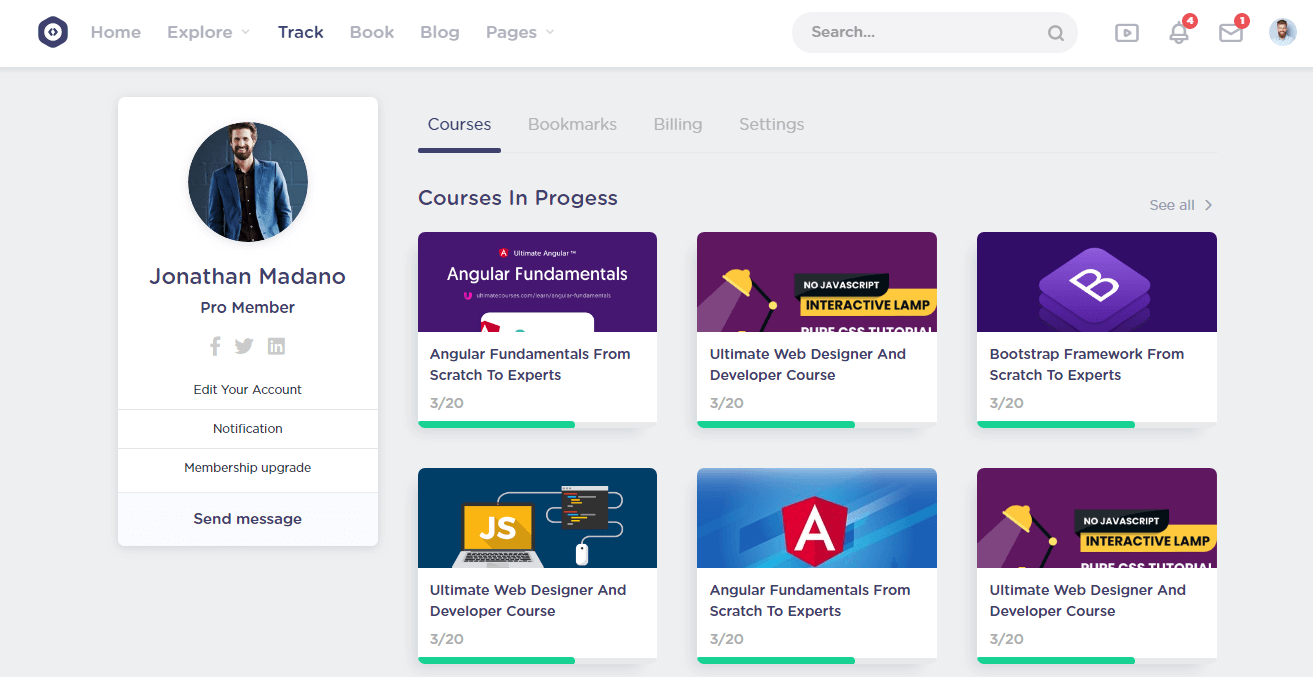 Home
Explore
Track
Book
Blog
Pages
Search...
4
1
Jonathan Madano
Pro Member
Edit Your Account
Notification
Membership upgrade
Send message
Courses
Bookmarks
Billing
Settings
Courses In Progess
See all
Ultimate Angular ™
Angular Fundamentals
ultimatecourses.com/learn/angular-fundamentals
Angular Fundamentals From
Scratch To Experts
3/20
NO JAVASCRIPT
INTERACTIVE LAMP
PURE CSS TUTORIAL
Ultimate Web Designer And
Developer Course
3/20
B
Bootstrap Framework From
Scratch To Experts
3/20
JS
Ultimate Web Designer And
Developer Course
3/20
A
Angular Fundamentals From
Scratch To Experts
3/20
NO JAVASCRIPT
INTERACTIVE LAMP
PURE CSS TUTORIAL
Ultimate Web Designer And
Developer Course
3/20